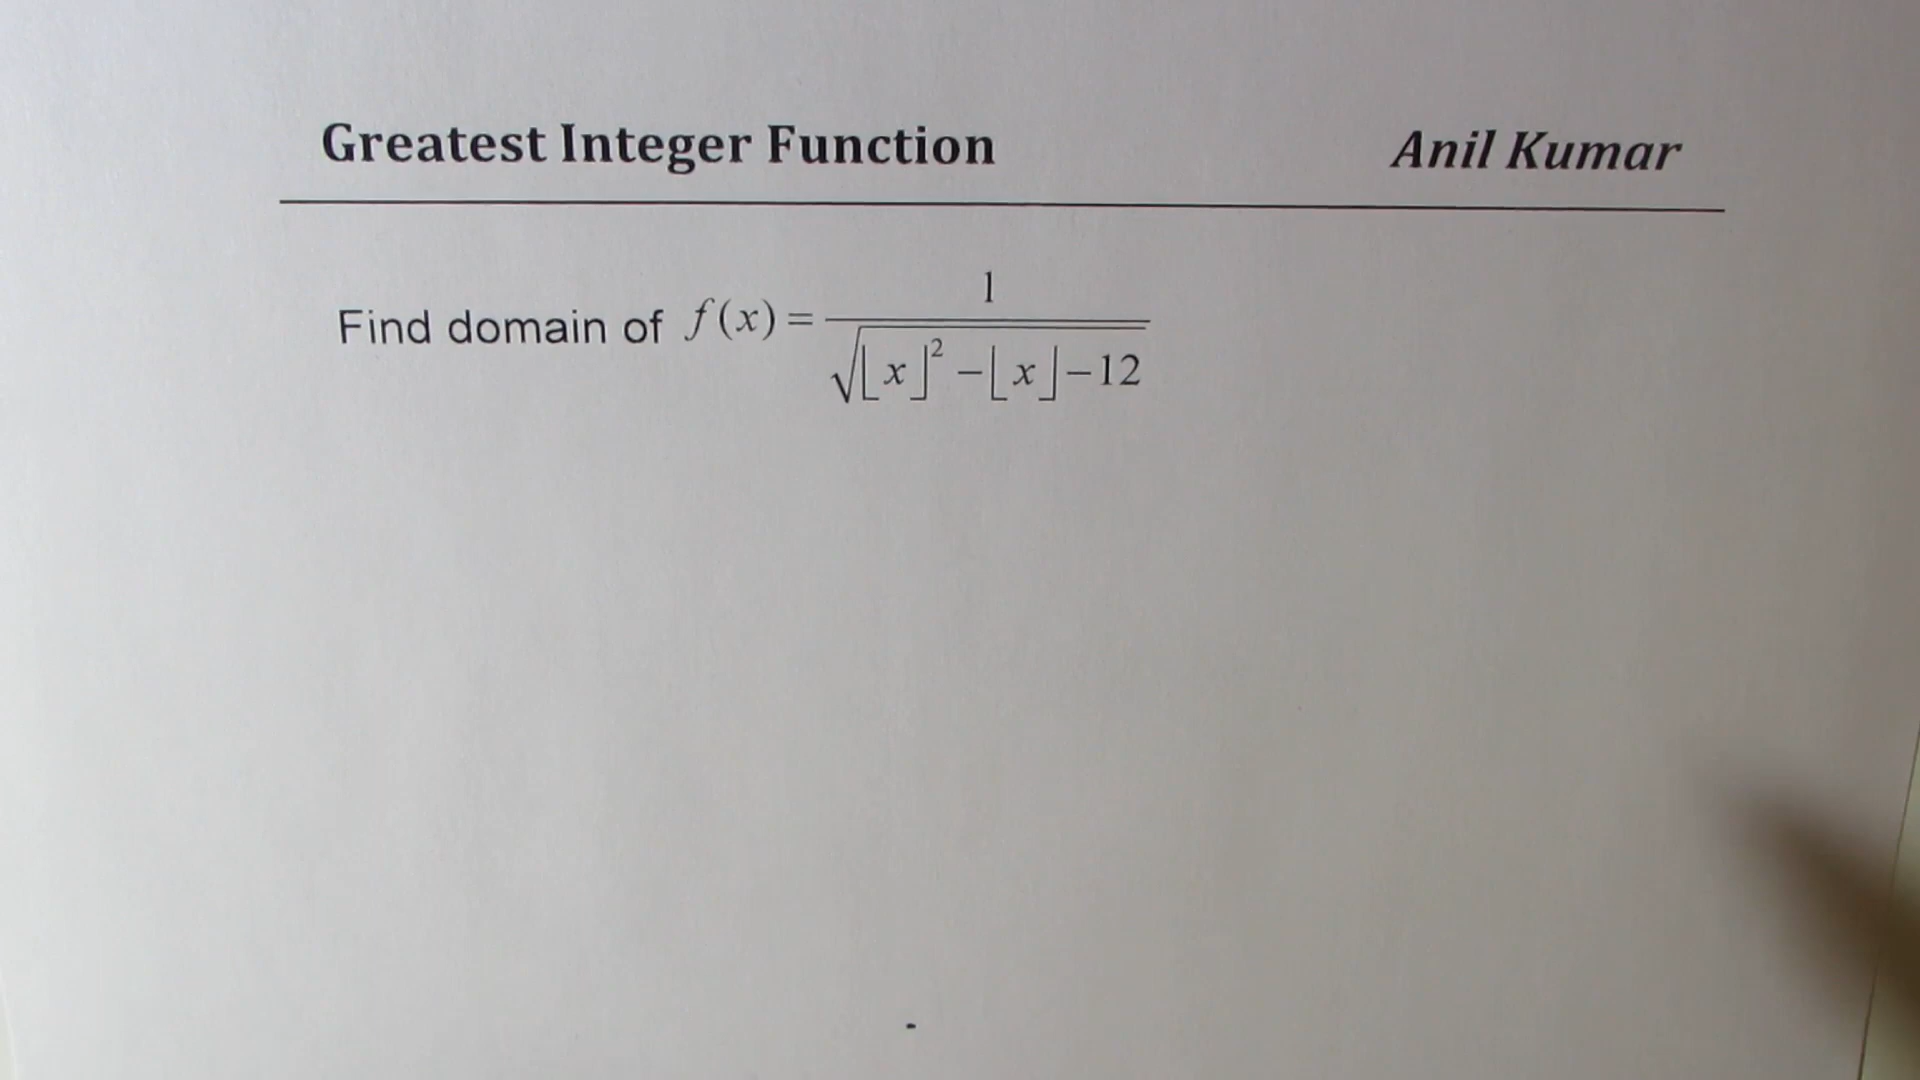 Greatest Integer Function Anil Kumar
Find domain of f(x) = 1 / √(⌊x⌋² − ⌊x⌋ − 12)